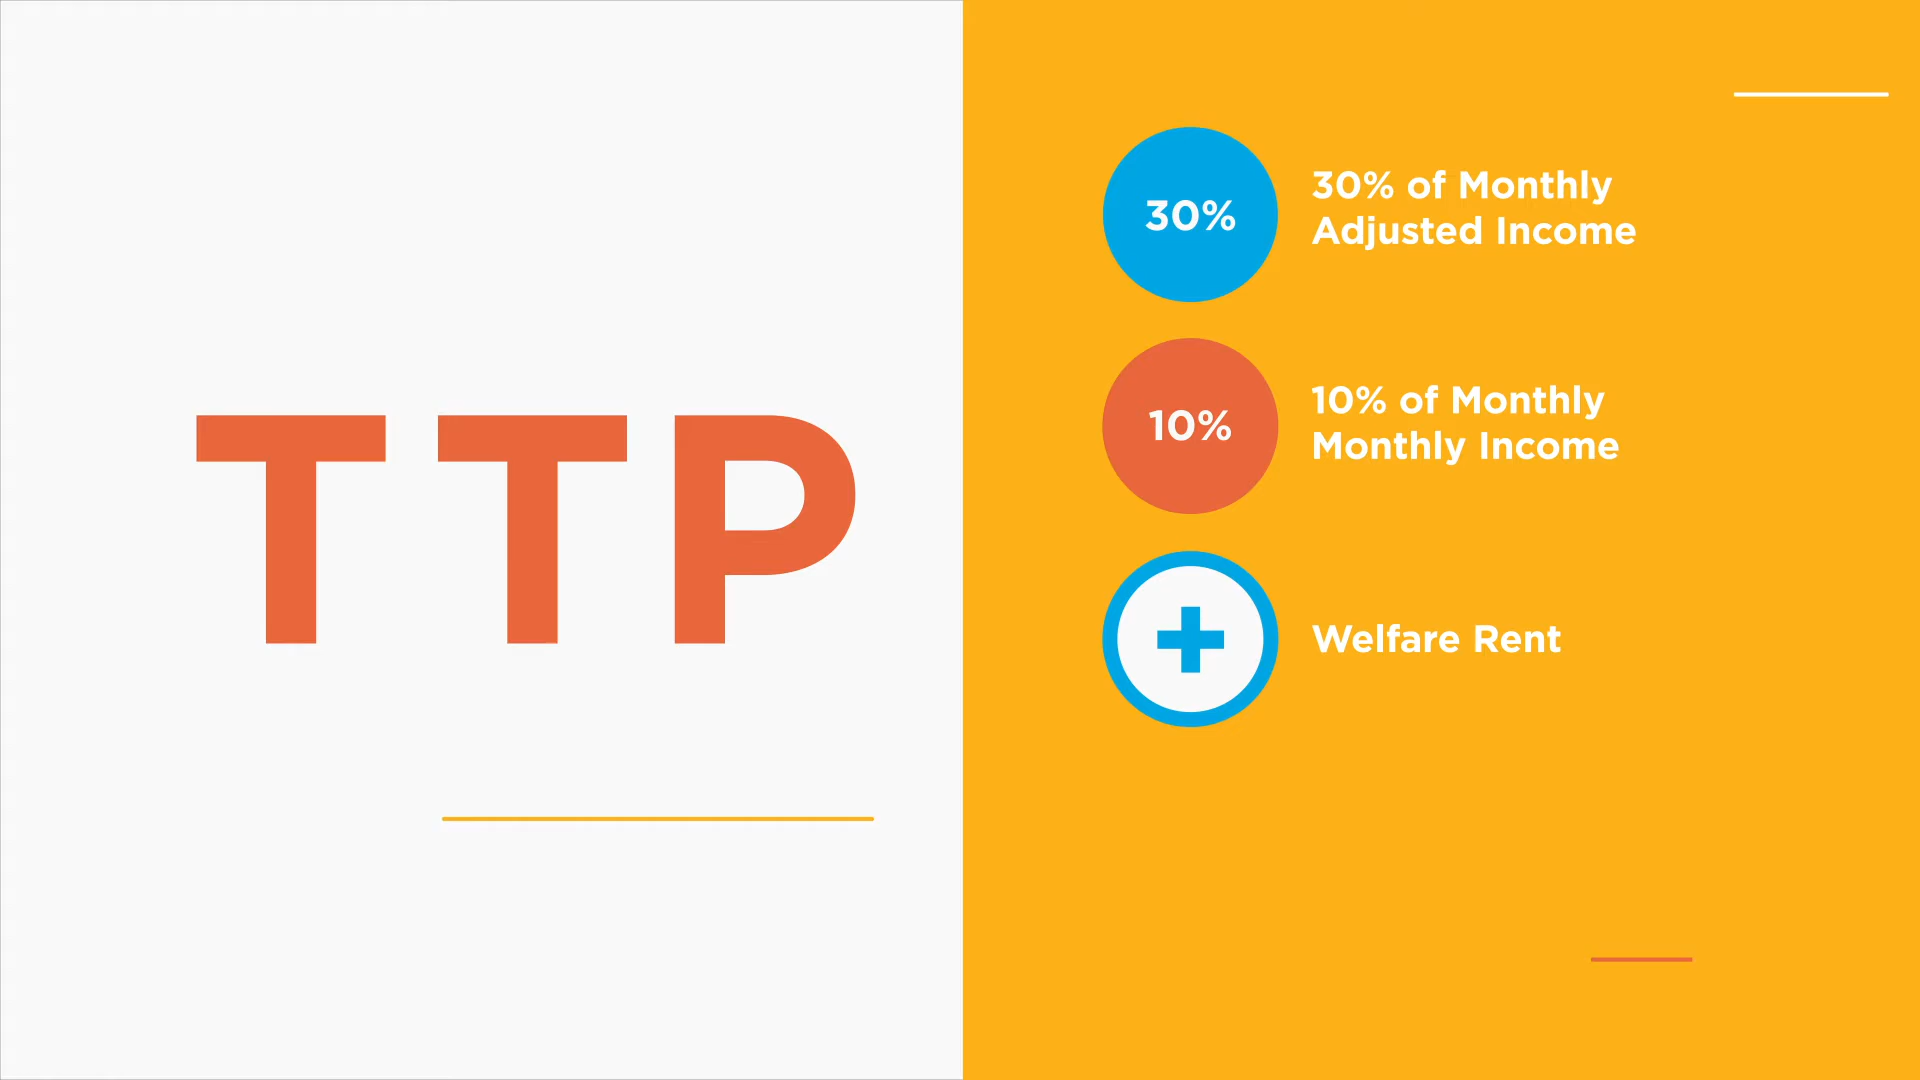 TTP
30%
30% of Monthly
Adjusted Income
10%
10% of Monthly
Monthly Income
Welfare Rent